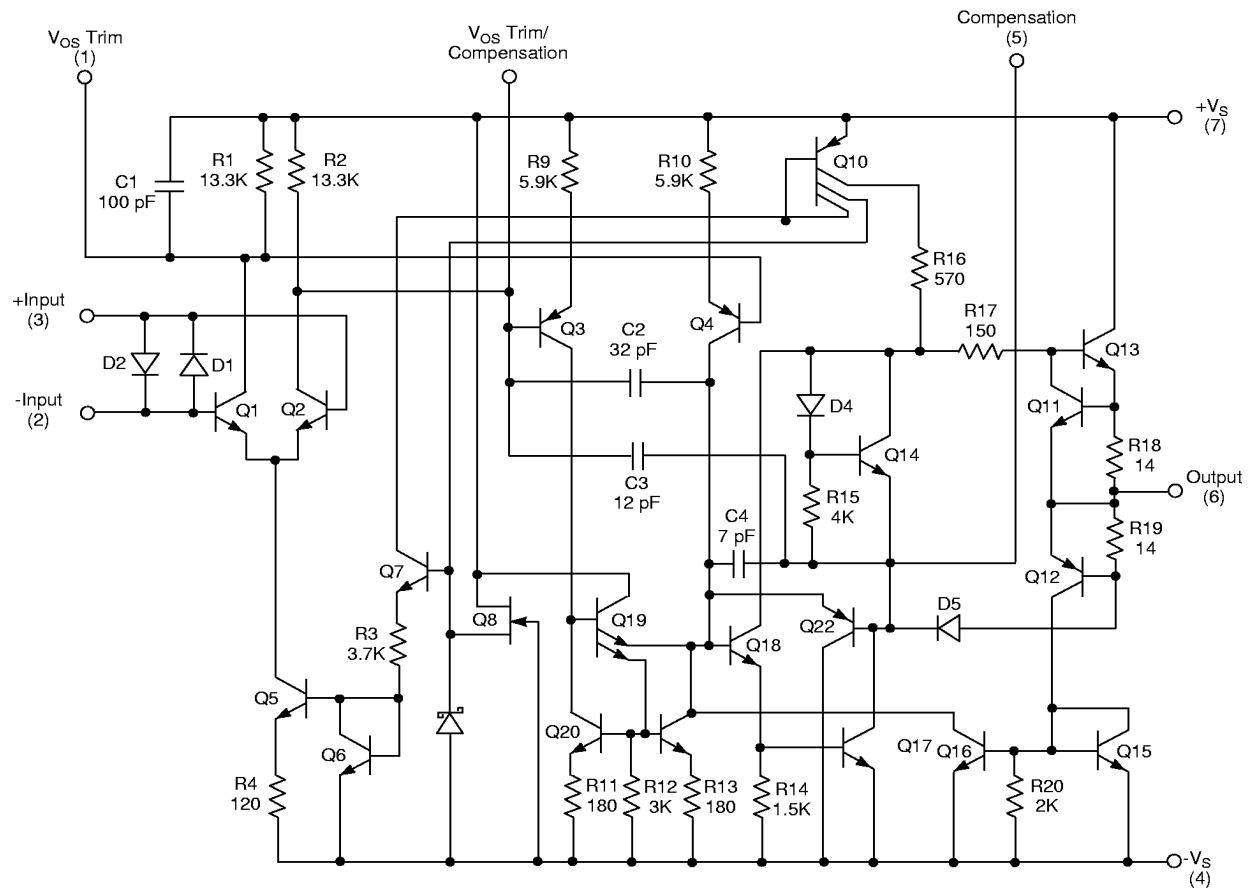 Compensation
(5)
V_OS Trim
(1)
V_OS Trim/
Compensation
+V_S
(7)
R1
13.3K
R2
13.3K
R9
5.9K
R10
5.9K
Q10
C1
100 pF
R16
570
+Input
(3)
R17
150
Q3
C2
32 pF
Q4
Q13
D2
D1
-Input
(2)
Q1
Q2
D4
Q11
Q14
R18
14
C3
12 pF
R15
4K
Output
(6)
C4
7 pF
R19
14
Q7
Q12
Q8
Q19
D5
R3
3.7K
Q18
Q22
Q5
Q20
Q6
Q17
Q16
Q15
R4
120
R11
180
R12
3K
R13
180
R14
1.5K
R20
2K
-V_S
(4)